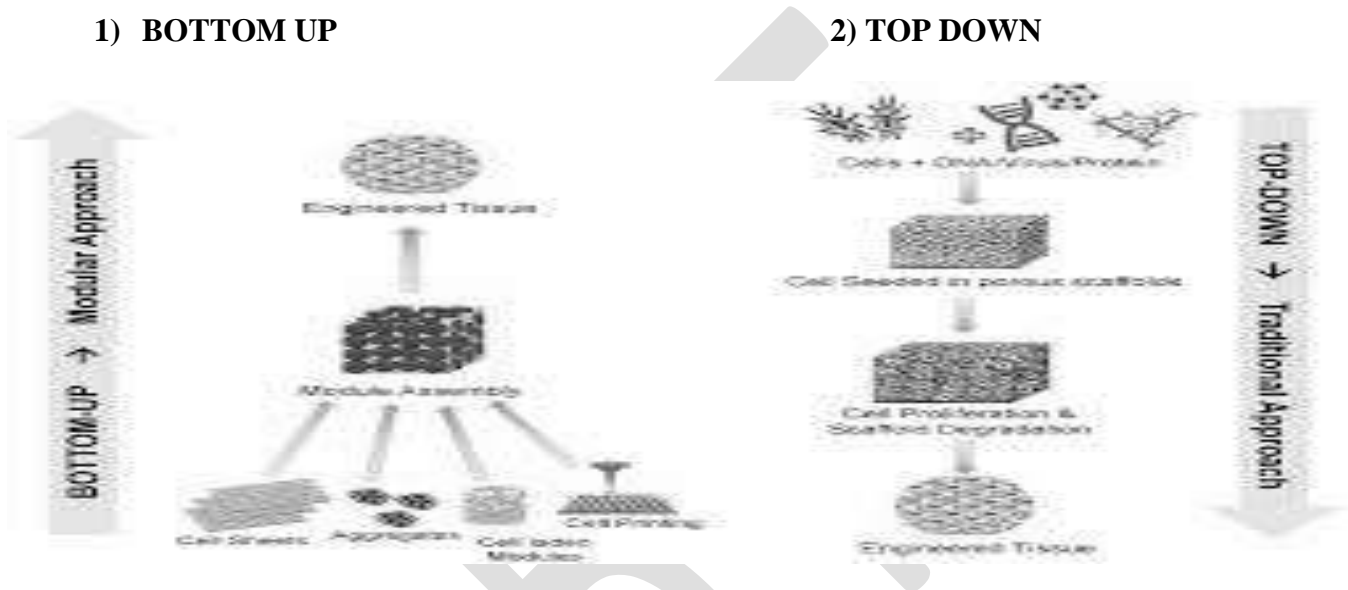 1) BOTTOM UP
2) TOP DOWN
BOTTOM-UP → Modular Approach
Engineered Tissue
Module Assembly
Cell Sheets
Aggregates
Cell laden
Modules
Cell Printing
Cells + DNA/Virus/Protein
Cell Seeded in porous scaffolds
Cell Proliferation &
Scaffold Degradation
Engineered Tissue
TOP-DOWN → Traditional Approach